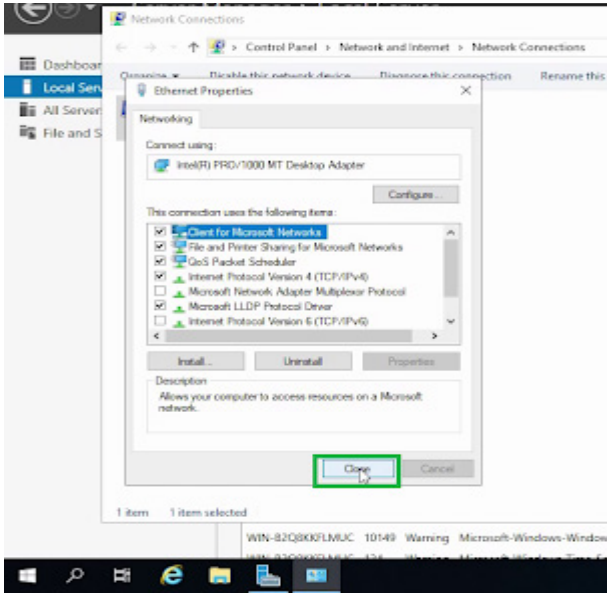 Network Connections
Control Panel > Network and Internet > Network Connections
Dashboar
Organize Disable this network device Diagnose this connection Rename this
Local Serv
Ethernet Properties
All Server
Networking
File and S
Connect using:
Intel(R) PRO/1000 MT Desktop Adapter
Configure...
This connection uses the following items:
Client for Microsoft Networks
File and Printer Sharing for Microsoft Networks
QoS Packet Scheduler
Internet Protocol Version 4 (TCP/IPv4)
Microsoft Network Adapter Multiplexor Protocol
Microsoft LLDP Protocol Driver
Internet Protocol Version 6 (TCP/IPv6)
Install... Uninstall Properties
Description
Allows your computer to access resources on a Microsoft
network.
Close Cancel
1 item 1 item selected
10149 Warning Microsoft-Windows-Window